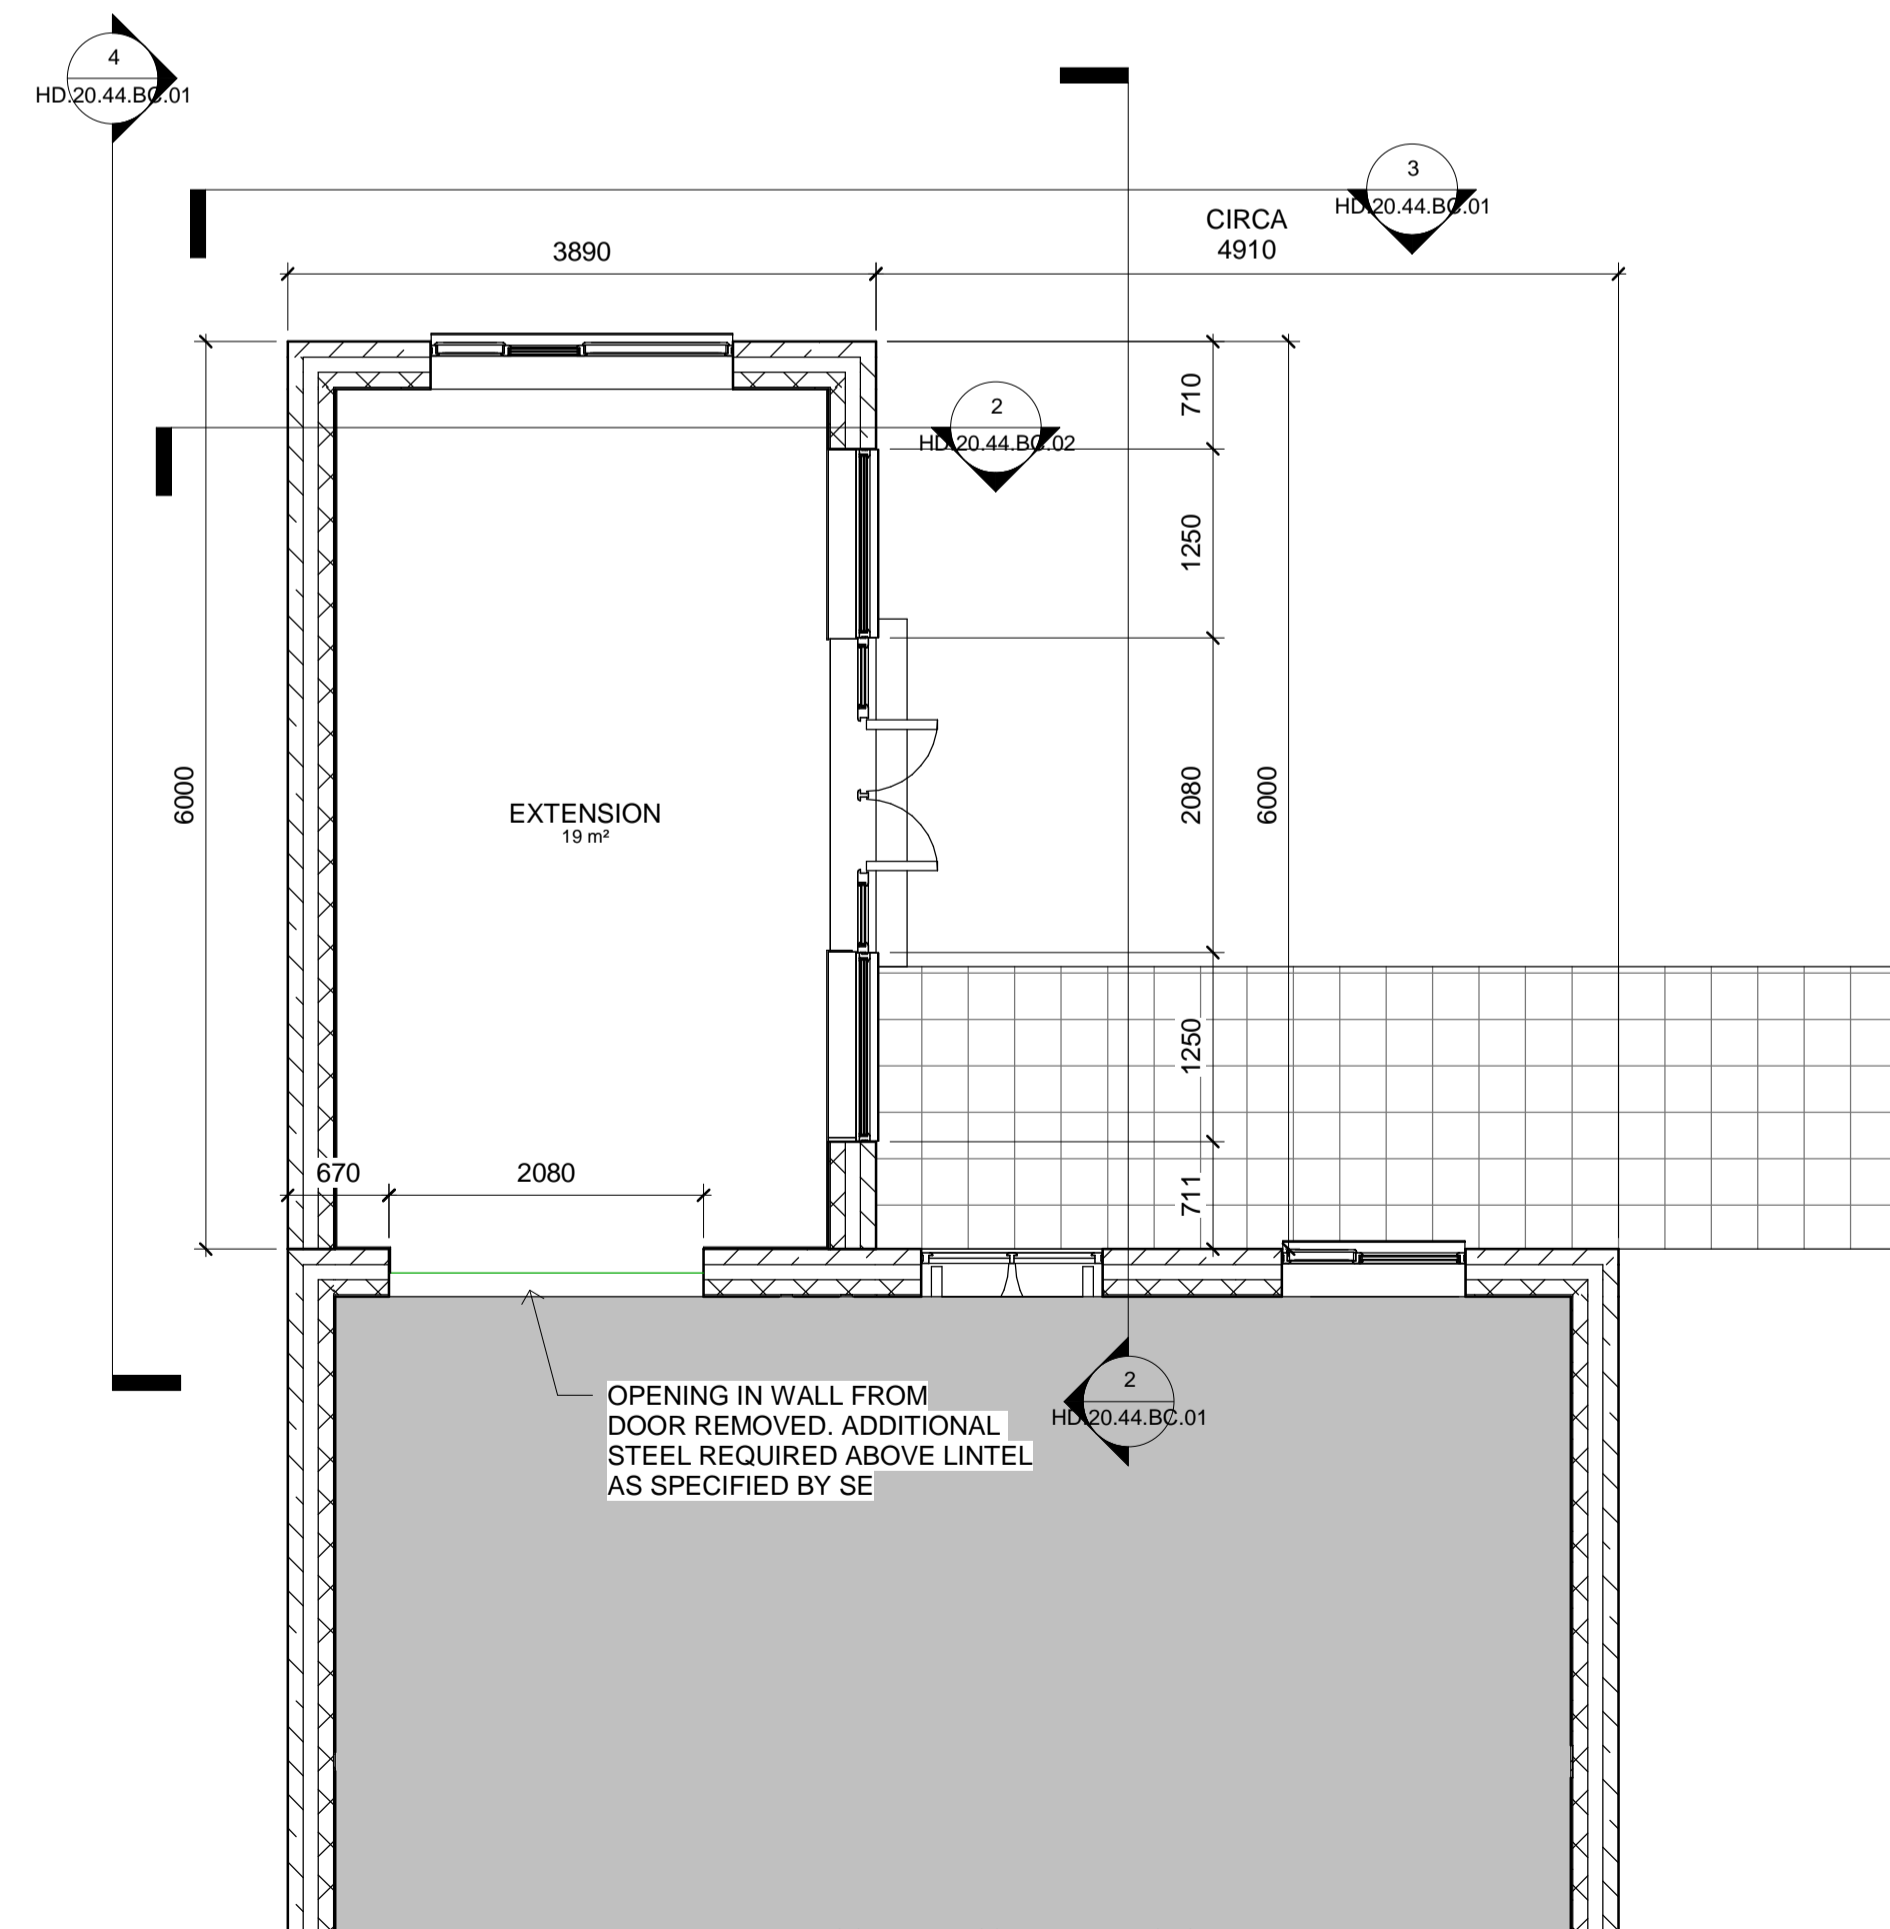 4
HD.20.44.BC.01
3
HD.20.44.BC.01
CIRCA
4910
3890
710
2
HD.20.44.BC.02
1250
6000
2080
6000
EXTENSION
19 m²
1250
670
2080
711
OPENING IN WALL FROM
DOOR REMOVED. ADDITIONAL
STEEL REQUIRED ABOVE LINTEL
AS SPECIFIED BY SE
2
HD.20.44.BC.01